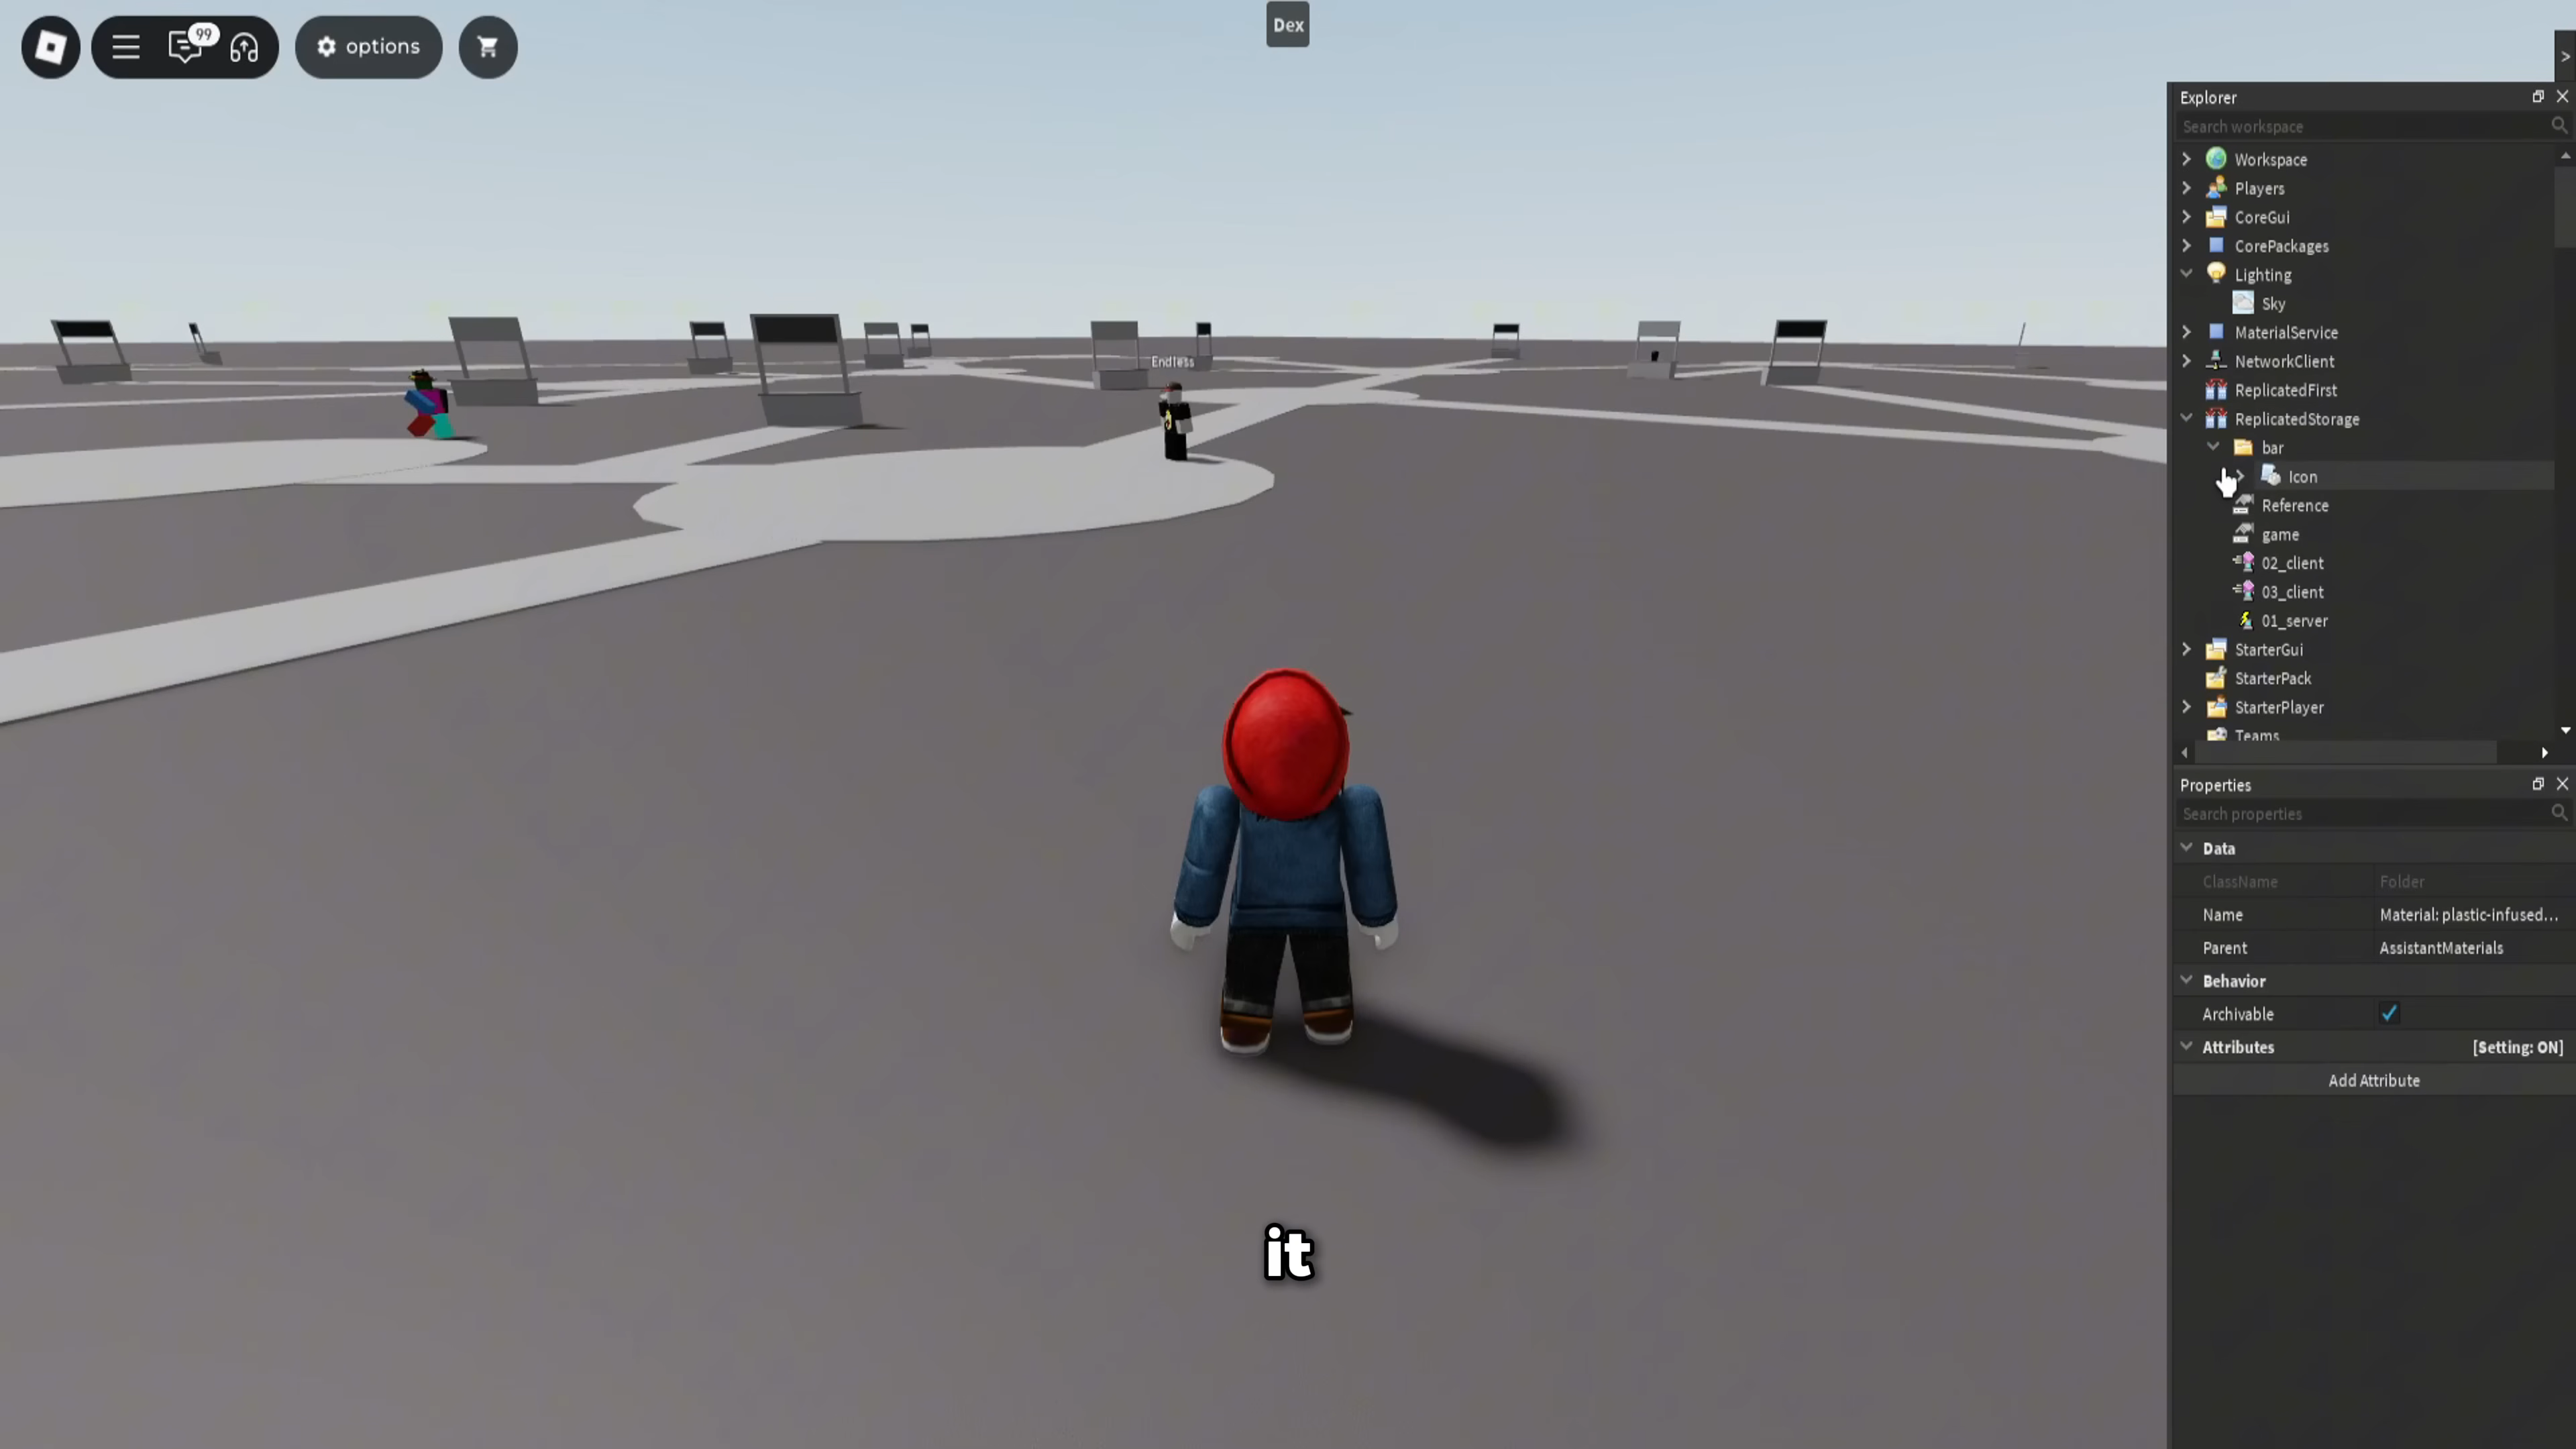 99
options
Dex
>
Explorer
Search workspace
Workspace
Players
CoreGui
CorePackages
Lighting
Sky
MaterialService
NetworkClient
ReplicatedFirst
ReplicatedStorage
bar
Icon
Reference
game
02_client
03_client
01_server
StarterGui
StarterPack
StarterPlayer
Teams
Properties
Search properties
Data
ClassName Folder
Name Material: plastic-infused...
Parent AssistantMaterials
Behavior
Archivable
Attributes [Setting: ON]
Add Attribute
Endless
it